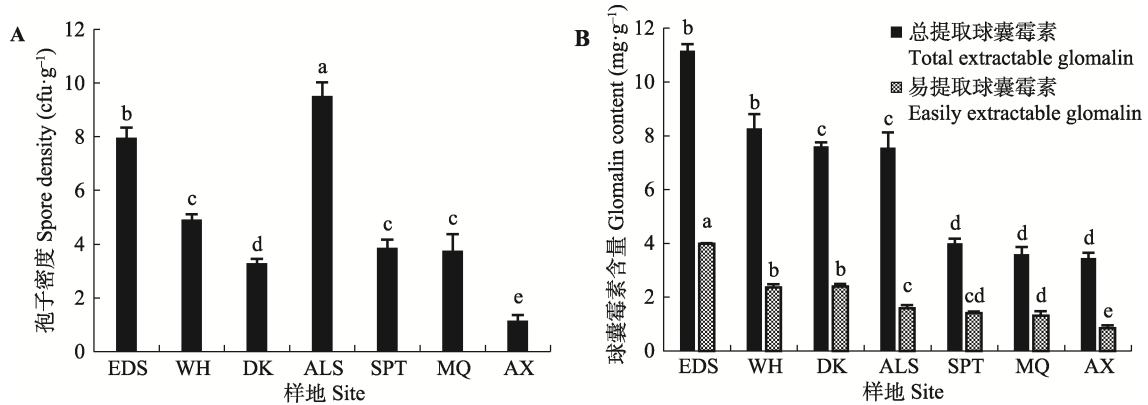 A
孢子密度 Spore density (cfu·g⁻¹)
12
10
8
6
4
2
0
b
c
d
a
c
c
e
EDS WH DK ALS SPT MQ AX
样地 Site
B
球囊霉素含量 Glomalin content (mg·g⁻¹)
12
10
8
6
4
2
0
总提取球囊霉素
Total extractable glomalin
易提取球囊霉素
Easily extractable glomalin
b
a
b
b
c
b
c
c
d
cd
d
d
d
e
EDS WH DK ALS SPT MQ AX
样地 Site